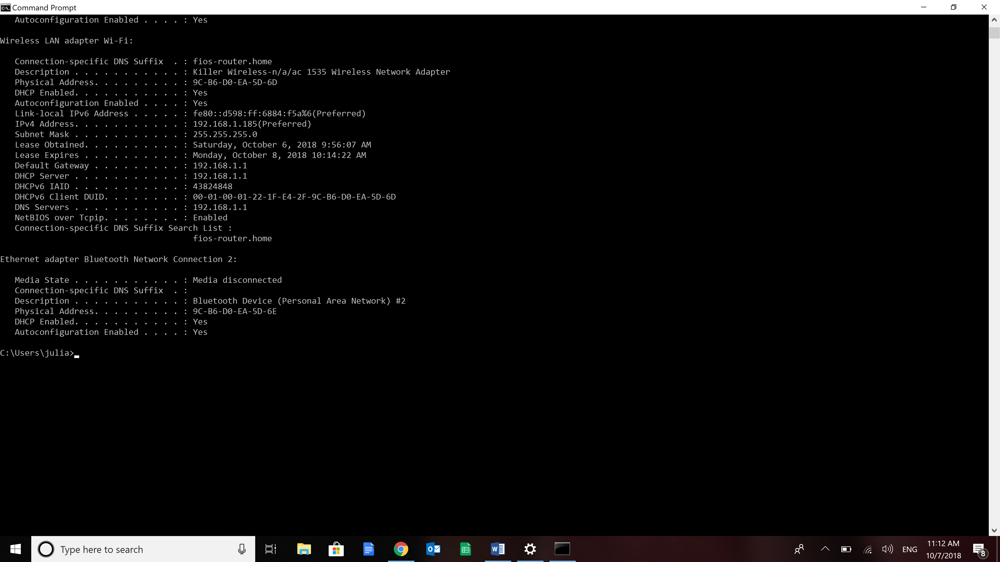 Command Prompt
Autoconfiguration Enabled . . . . : Yes
Wireless LAN adapter Wi-Fi:
Connection-specific DNS Suffix  . : fios-router.home
Description . . . . . . . . . . . : Killer Wireless-n/a/ac 1535 Wireless Network Adapter
Physical Address. . . . . . . . . : 9C-B6-D0-EA-5D-6D
DHCP Enabled. . . . . . . . . . . : Yes
Autoconfiguration Enabled . . . . : Yes
Link-local IPv6 Address . . . . . : fe80::d598:ff:6884:f5a%6(Preferred)
IPv4 Address. . . . . . . . . . . : 192.168.1.185(Preferred)
Subnet Mask . . . . . . . . . . . : 255.255.255.0
Lease Obtained. . . . . . . . . . : Saturday, October 6, 2018 9:56:07 AM
Lease Expires . . . . . . . . . . : Monday, October 8, 2018 10:14:22 AM
Default Gateway . . . . . . . . . : 192.168.1.1
DHCP Server . . . . . . . . . . . : 192.168.1.1
DHCPv6 IAID . . . . . . . . . . . : 43824848
DHCPv6 Client DUID. . . . . . . . : 00-01-00-01-22-1F-E4-2F-9C-B6-D0-EA-5D-6D
DNS Servers . . . . . . . . . . . : 192.168.1.1
NetBIOS over Tcpip. . . . . . . . : Enabled
Connection-specific DNS Suffix Search List :
fios-router.home
Ethernet adapter Bluetooth Network Connection 2:
Media State . . . . . . . . . . . : Media disconnected
Connection-specific DNS Suffix  . :
Description . . . . . . . . . . . : Bluetooth Device (Personal Area Network) #2
Physical Address. . . . . . . . . : 9C-B6-D0-EA-5D-6E
DHCP Enabled. . . . . . . . . . . : Yes
Autoconfiguration Enabled . . . . : Yes
C:\Users\julia>
Type here to search
ENG
11:12 AM
10/7/2018
8